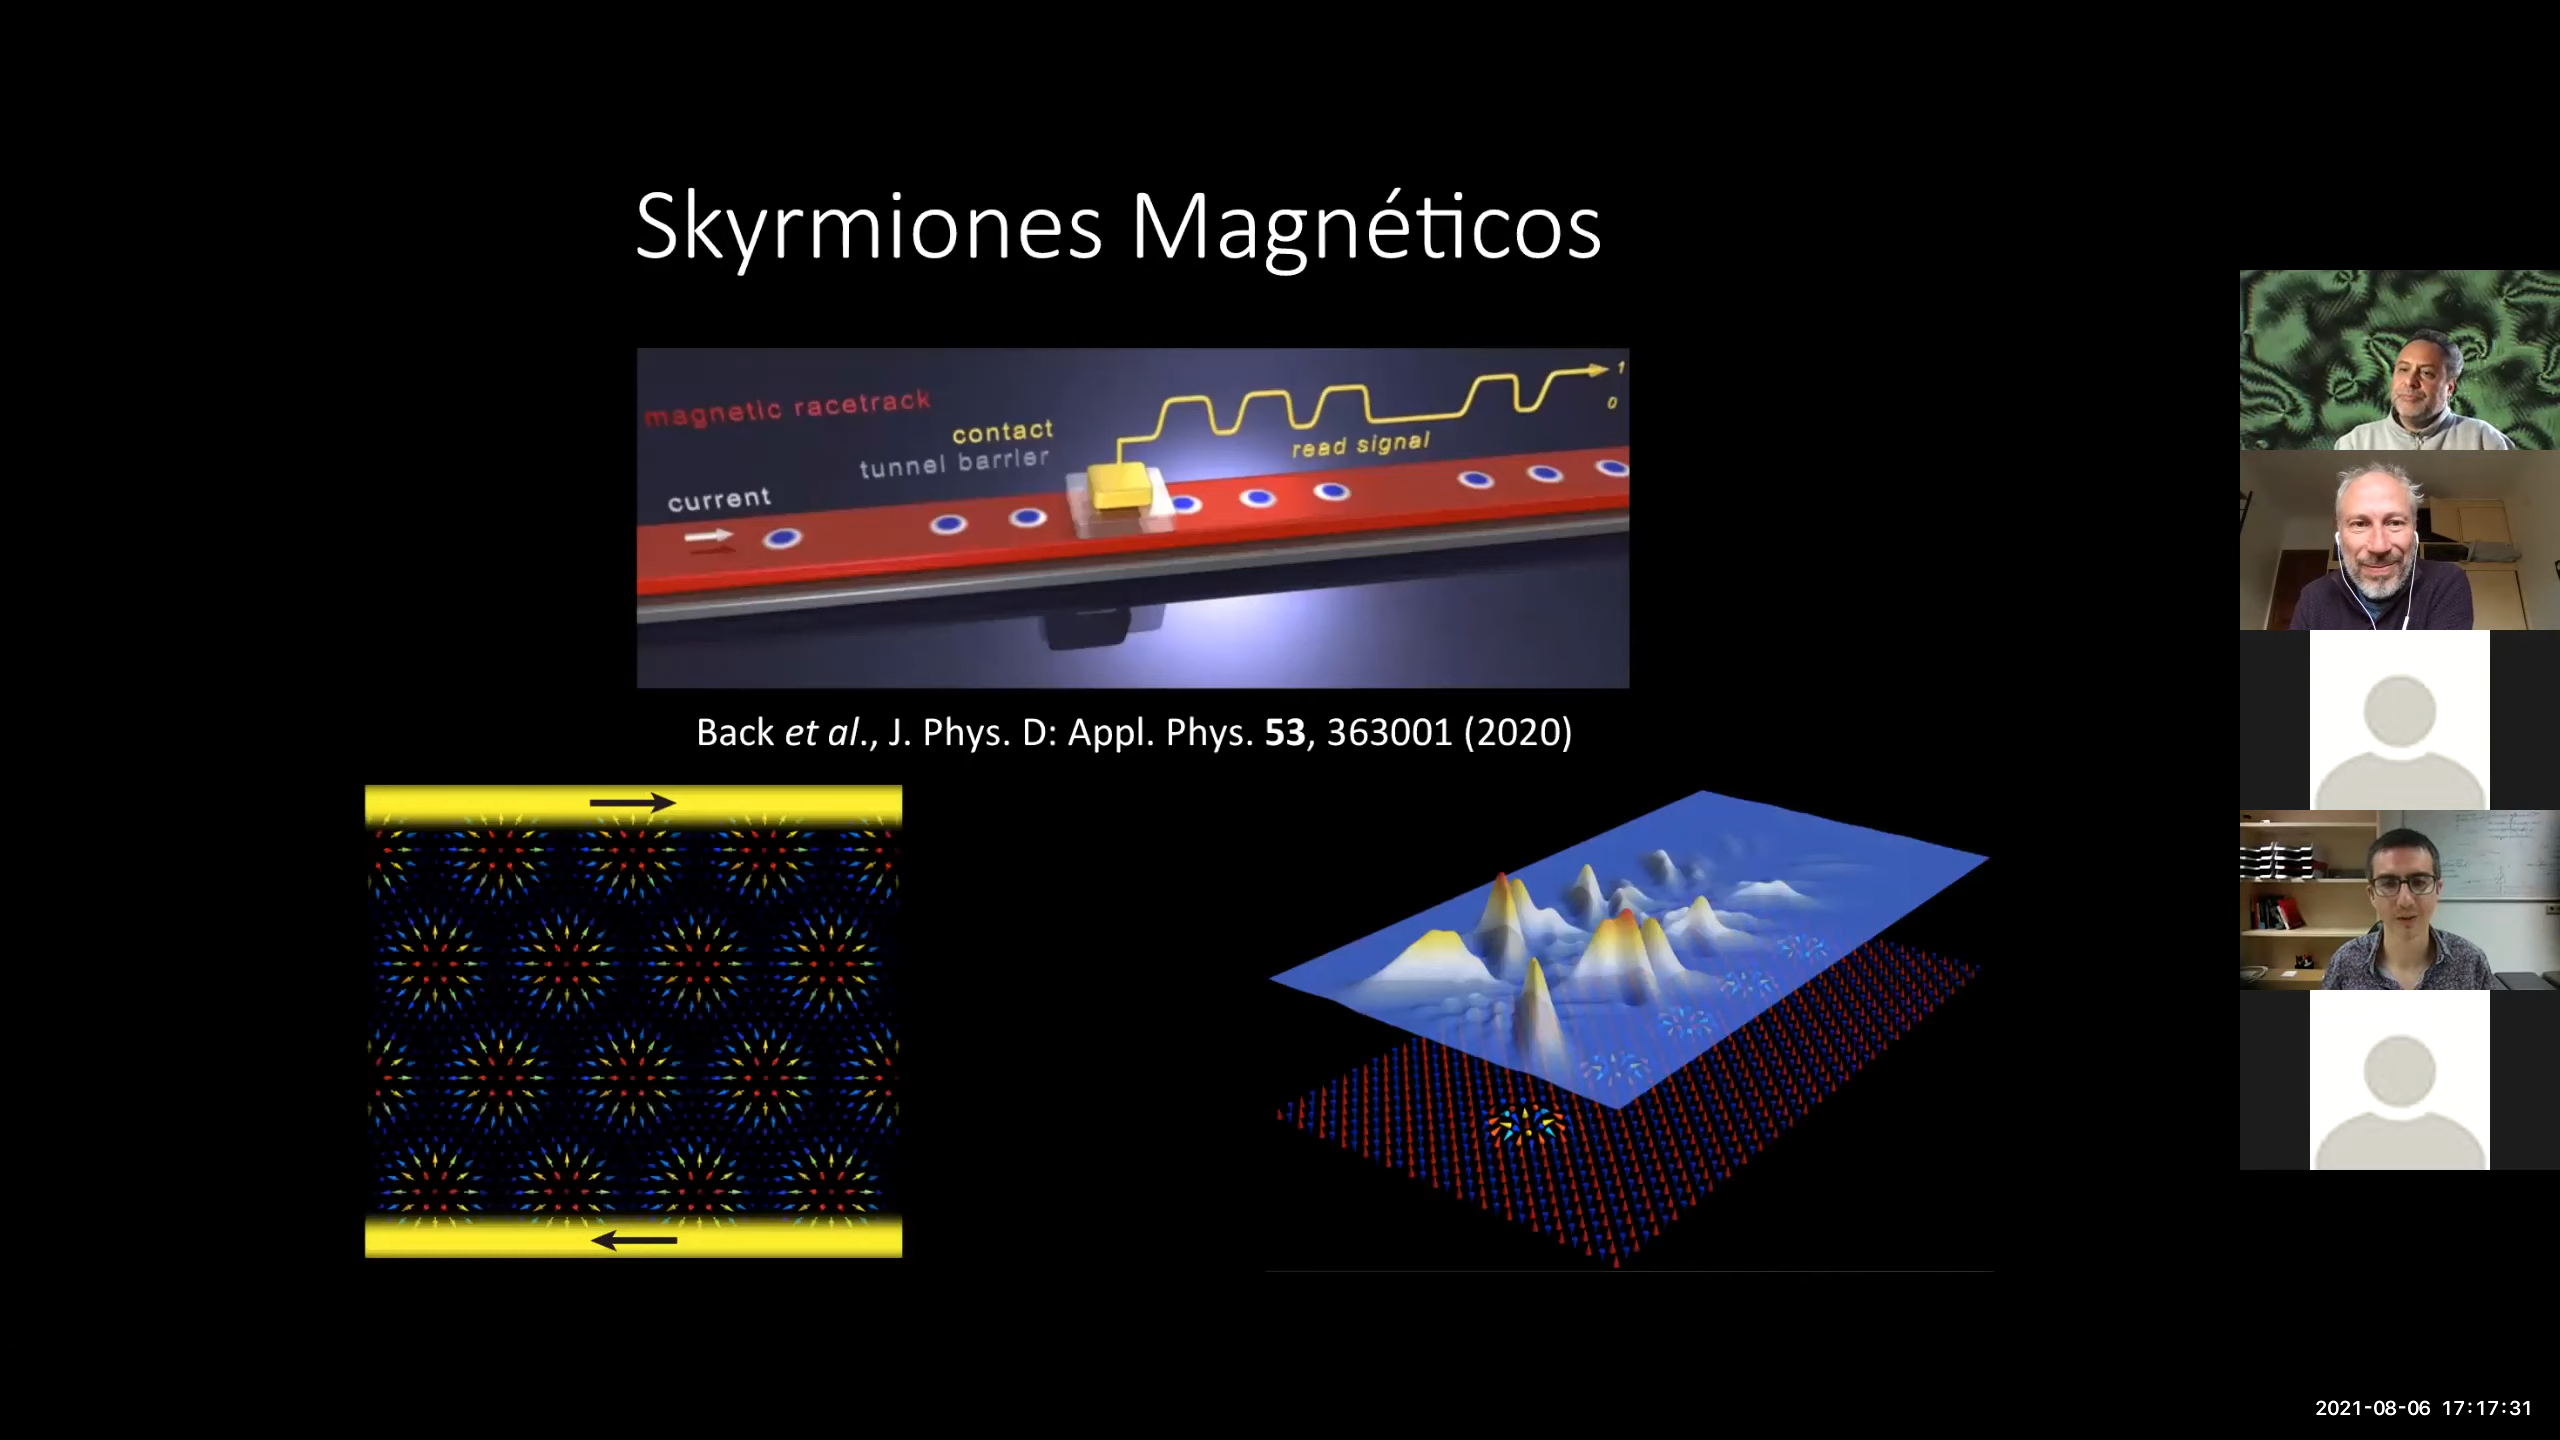 Skyrmiones Magnéticos
magnetic racetrack
contact
tunnel barrier
current
read signal
1
0
Back et al., J. Phys. D: Appl. Phys. 53, 363001 (2020)
2021-08-06 17:17:31